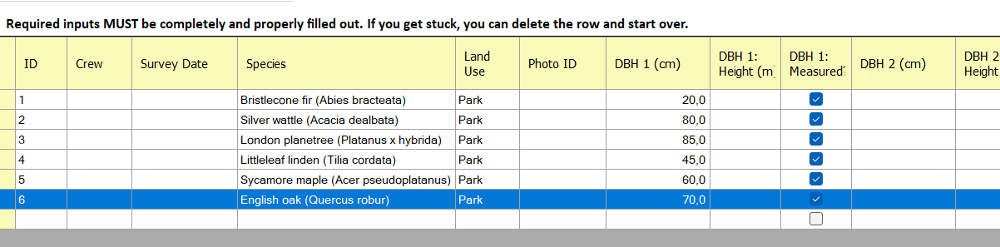 Required inputs MUST be completely and properly filled out. If you get stuck, you can delete the row and start over.
ID Crew Survey Date Species Land Use Photo ID DBH 1 (cm) DBH 1: Height (m DBH 1: Measured? DBH 2 (cm) DBH 2 Height
1 Bristlecone fir (Abies bracteata) Park 20,0
2 Silver wattle (Acacia dealbata) Park 80,0
3 London planetree (Platanus x hybrida) Park 85,0
4 Littleleaf linden (Tilia cordata) Park 45,0
5 Sycamore maple (Acer pseudoplatanus) Park 60,0
6 English oak (Quercus robur) Park 70,0